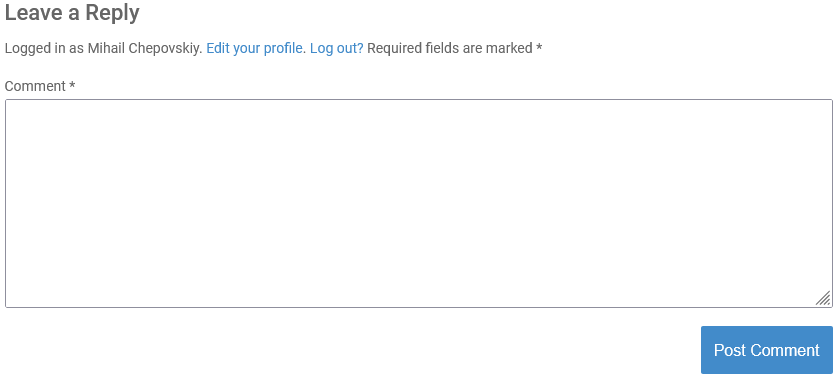 Leave a Reply
Logged in as Mihail Chepovskiy. Edit your profile. Log out? Required fields are marked *
Comment *
Post Comment